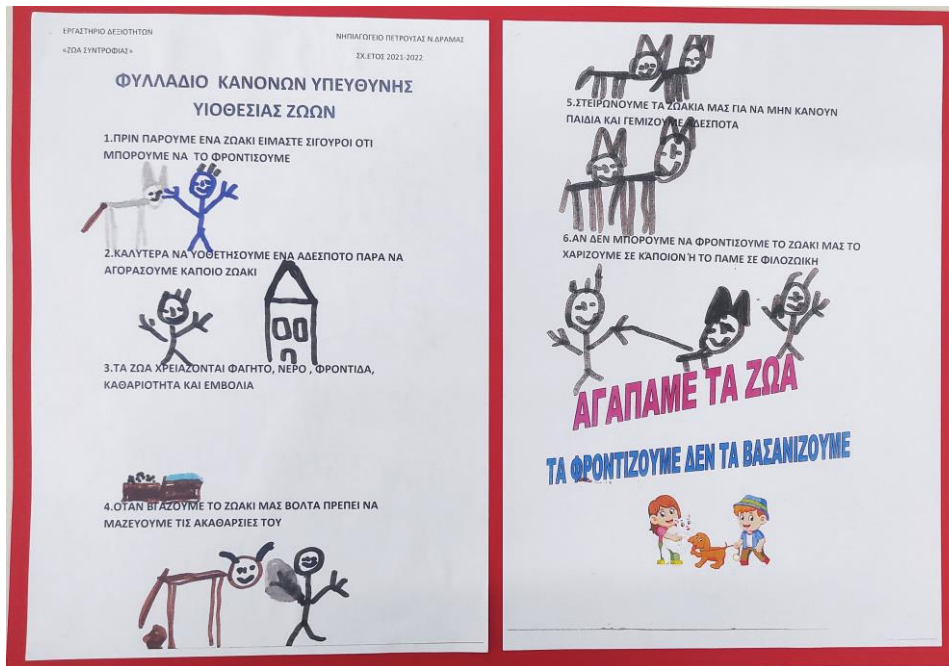 ΕΡΓΑΣΤΗΡΙΟ ΔΕΞΙΟΤΗΤΩΝ
«ΖΩΑ ΣΥΝΤΡΟΦΙΑΣ»
ΝΗΠΙΑΓΩΓΕΙΟ ΠΕΤΡΟΥΣΑΣ Ν.ΔΡΑΜΑΣ
ΣΧ.ΕΤΟΣ 2021-2022
ΦΥΛΛΑΔΙΟ ΚΑΝΟΝΩΝ ΥΠΕΥΘΥΝΗΣ
ΥΙΟΘΕΣΙΑΣ ΖΩΩΝ
1.ΠΡΙΝ ΠΑΡΟΥΜΕ ΕΝΑ ΖΩΑΚΙ ΕΙΜΑΣΤΕ ΣΙΓΟΥΡΟΙ ΟΤΙ
ΜΠΟΡΟΥΜΕ ΝΑ ΤΟ ΦΡΟΝΤΙΣΟΥΜΕ
2.ΚΑΛΥΤΕΡΑ ΝΑ ΥΟΘΕΤΗΣΟΥΜΕ ΕΝΑ ΑΔΕΣΠΟΤΟ ΠΑΡΑ ΝΑ
ΑΓΟΡΑΣΟΥΜΕ ΚΑΠΟΙΟ ΖΩΑΚΙ
3.ΤΑ ΖΩΑ ΧΡΕΙΑΖΟΝΤΑΙ ΦΑΓΗΤΟ, ΝΕΡΟ , ΦΡΟΝΤΙΔΑ,
ΚΑΘΑΡΙΟΤΗΤΑ ΚΑΙ ΕΜΒΟΛΙΑ
4.ΟΤΑΝ ΒΓΑΖΟΥΜΕ ΤΟ ΖΩΑΚΙ ΜΑΣ ΒΟΛΤΑ ΠΡΕΠΕΙ ΝΑ
ΜΑΖΕΥΟΥΜΕ ΤΙΣ ΑΚΑΘΑΡΣΙΕΣ ΤΟΥ
5.ΣΤΕΙΡΩΝΟΥΜΕ ΤΑ ΖΩΑΚΙΑ ΜΑΣ ΓΙΑ ΝΑ ΜΗΝ ΚΑΝΟΥΝ
ΠΑΙΔΙΑ ΚΑΙ ΓΕΜΙΖΟΥΜΕ ΑΔΕΣΠΟΤΑ
6.ΑΝ ΔΕΝ ΜΠΟΡΟΥΜΕ ΝΑ ΦΡΟΝΤΙΣΟΥΜΕ ΤΟ ΖΩΑΚΙ ΜΑΣ ΤΟ
ΧΑΡΙΖΟΥΜΕ ΣΕ ΚΑΠΟΙΟΝ Ή ΤΟ ΠΑΜΕ ΣΕ ΦΙΛΟΖΩΙΚΗ
ΑΓΑΠΑΜΕ ΤΑ ΖΩΑ
ΤΑ ΦΡΟΝΤΙΖΟΥΜΕ ΔΕΝ ΤΑ ΒΑΣΑΝΙΖΟΥΜΕ